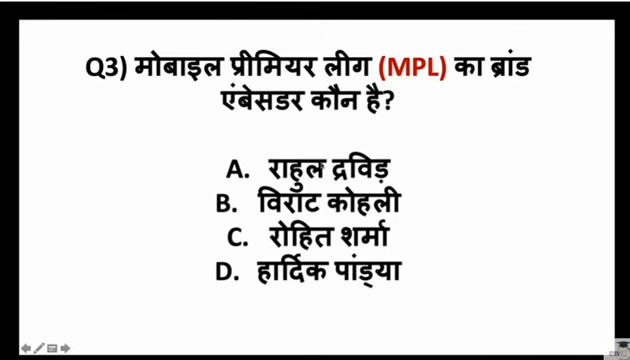 Q3) मोबाइल प्रीमियर लीग (MPL) का ब्रांड
एंबेसडर कौन है?
A. राहुल द्रविड़
B. विराट कोहली
C. रोहित शर्मा
D. हार्दिक पांड्या